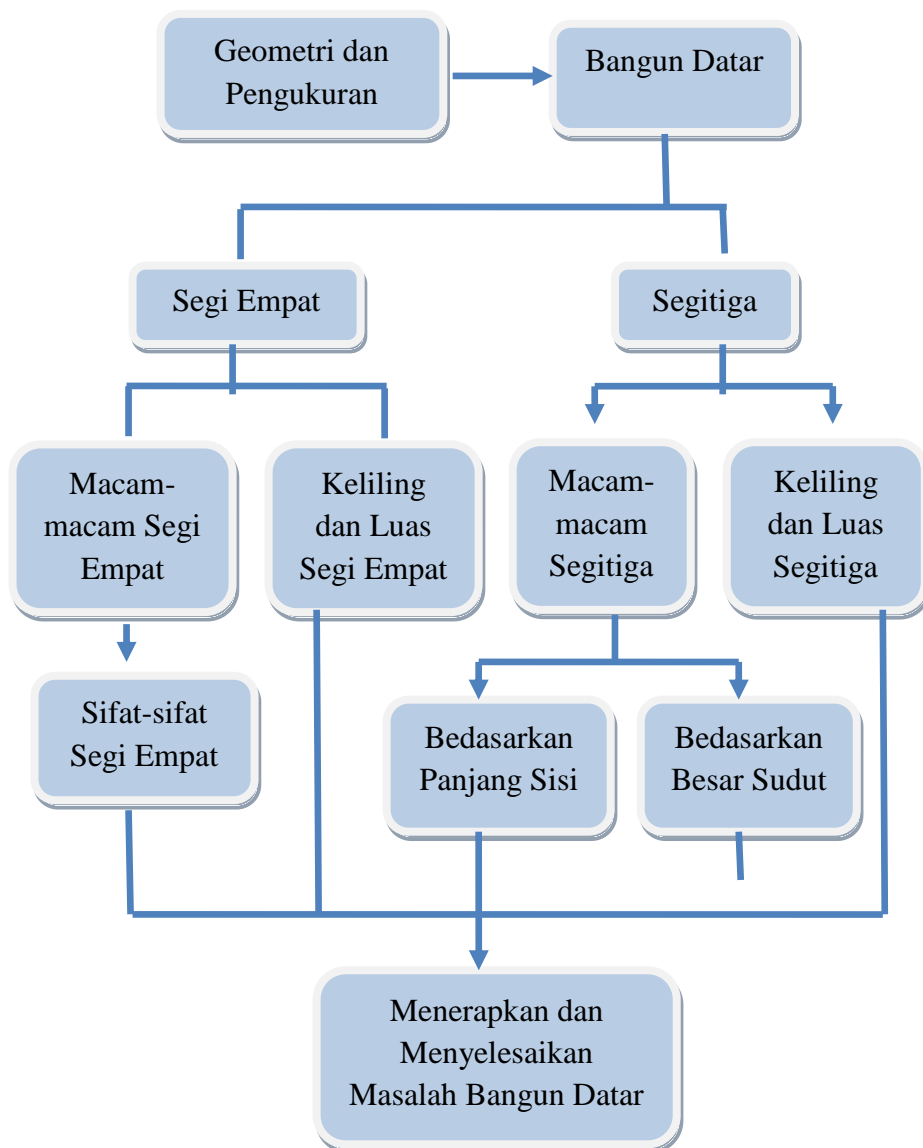 Geometri dan
Pengukuran
Bangun Datar
Segi Empat
Segitiga
Macam-
macam Segi
Empat
Keliling
dan Luas
Segi Empat
Macam-
macam
Segitiga
Keliling
dan Luas
Segitiga
Sifat-sifat
Segi Empat
Bedasarkan
Panjang Sisi
Bedasarkan
Besar Sudut
Menerapkan dan
Menyelesaikan
Masalah Bangun Datar